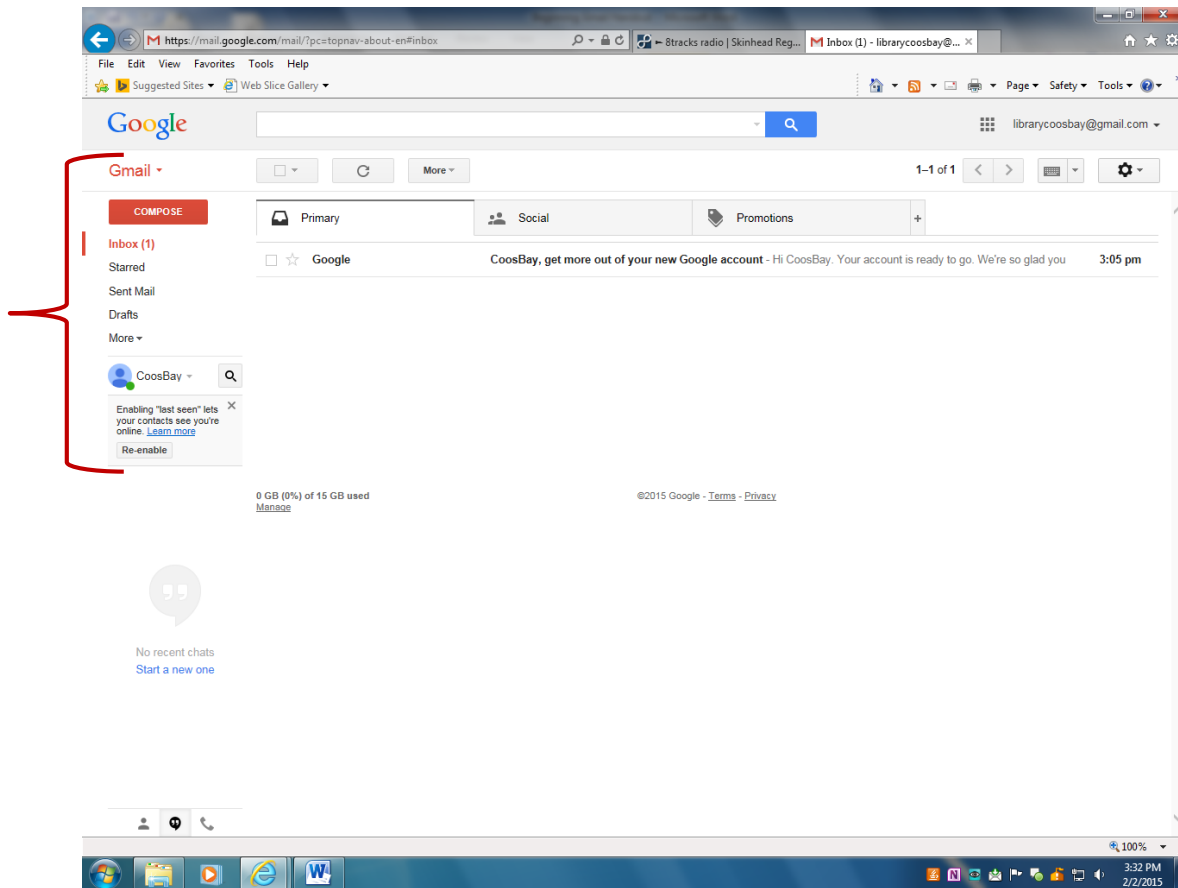 https://mail.google.com/mail/?pc=topnav-about-en#inbox
8tracks radio | Skinhead Reg...
Inbox (1) - librarycoosbay@...
File Edit View Favorites Tools Help
Suggested Sites Web Slice Gallery
Page Safety Tools
Google
librarycoosbay@gmail.com
Gmail
More
1–1 of 1
COMPOSE
Primary
Social
Promotions
+
Inbox (1)
Google
CoosBay, get more out of your new Google account - Hi CoosBay. Your account is ready to go. We're so glad you
3:05 pm
Starred
Sent Mail
Drafts
More
CoosBay
Enabling "last seen" lets
your contacts see you're
online. Learn more
Re-enable
0 GB (0%) of 15 GB used
Manage
©2015 Google - Terms - Privacy
No recent chats
Start a new one
100%
3:32 PM
2/2/2015